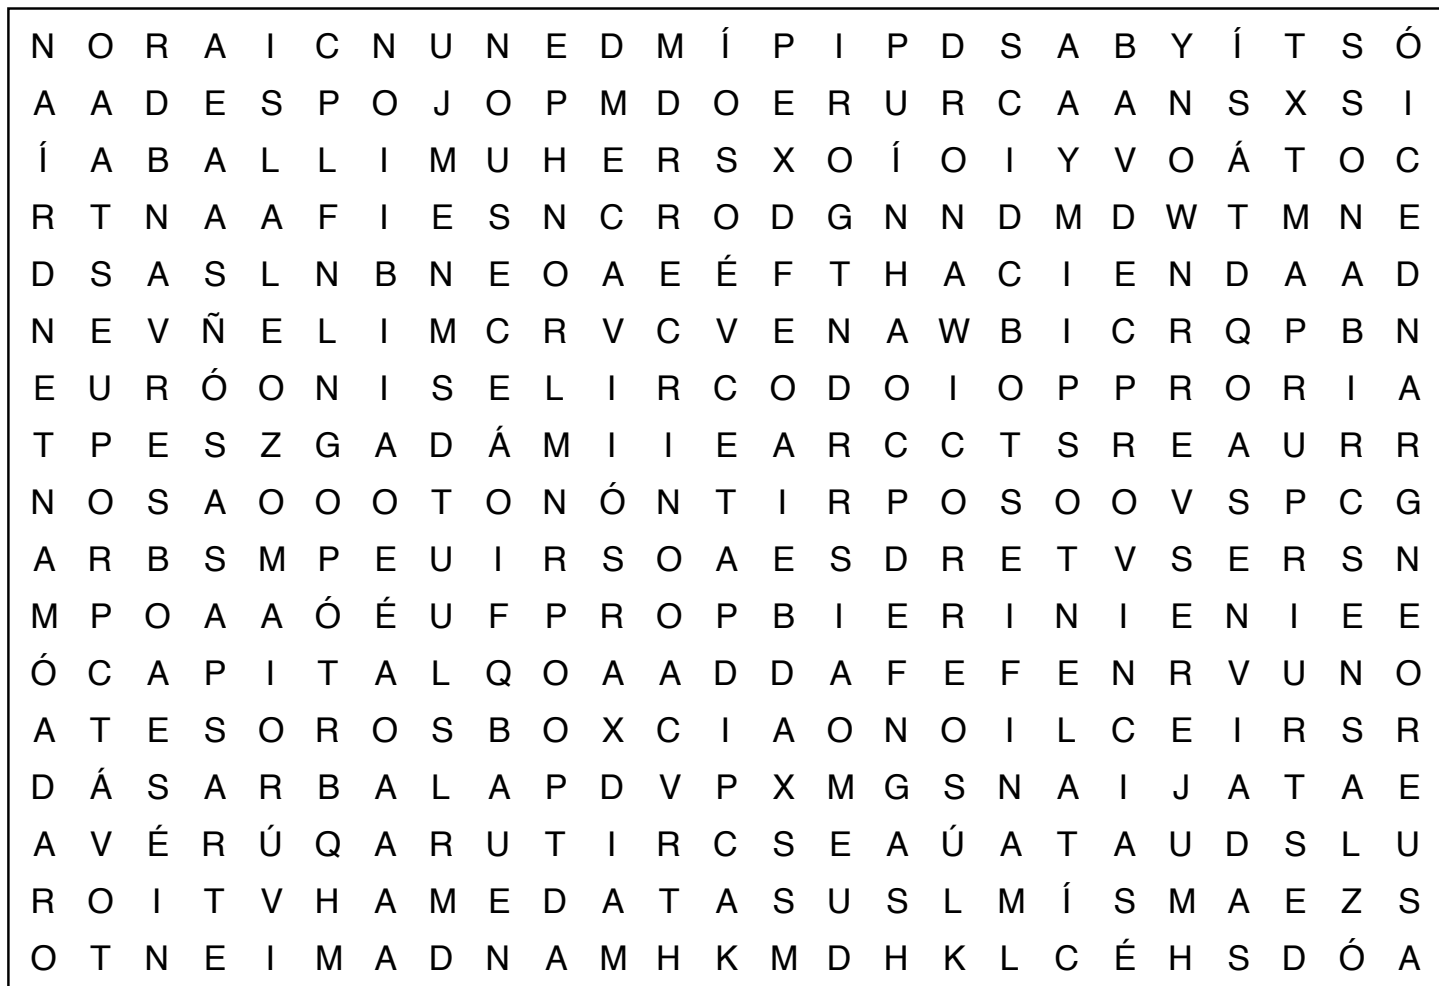 N O R A I C N U N E D M Í P I P D S A B Y Í T S Ó
A A D E S P O J O P M D O E R U R C A A N S X S I
Í A B A L L I M U H E R S X O Í O I Y V O Á T O C
R T N A A F I E S N C R O D G N N D M D W T M N E
D S A S L N B N E O A E É F T H A C I E N D A A D
N E V Ñ E L I M C R V C V E N A W B I C R Q P B N
E U R Ó O N I S E L I R C O D O I O P P R O R I A
T P E S Z G A D Á M I I E A R C C T S R E A U R R
N O S A O O O T O N Ó N T I R P O S O O V S P C G
A R B S M P E U I R S O A E S D R E T V S E R S N
M P O A A Ó É U F P R O P B I E R I N I E N I E E
Ó C A P I T A L Q O A A D D A F E F E N R V U N O
A T E S O R O S B O X C I A O N O I L C E I R S R
D Á S A R B A L A P D V P X M G S N A I J A T A E
A V É R Ú Q A R U T I R C S E A Ú A T A U D S L U
R O I T V H A M E D A T A S U S L M Í S M A E Z S
O T N E I M A D N A M H K M D H K L C É H S D Ó A